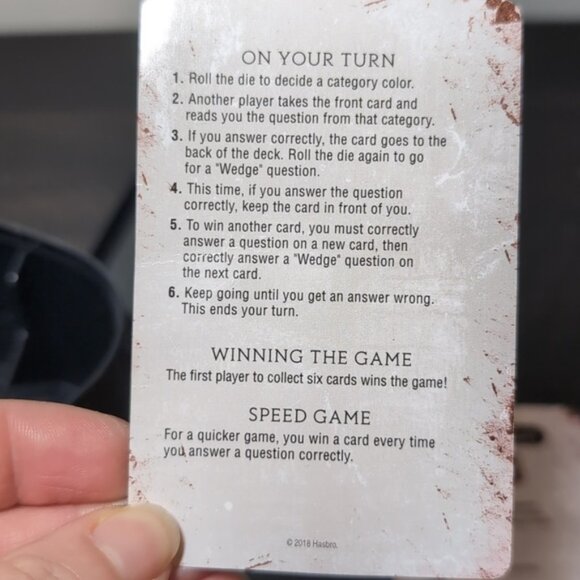 ON YOUR TURN
1. Roll the die to decide a category color.
2. Another player takes the front card and
reads you the question from that category.
3. If you answer correctly, the card goes to the
back of the deck. Roll the die again to go
for a "Wedge" question.
4. This time, if you answer the question
correctly, keep the card in front of you.
5. To win another card, you must correctly
answer a question on a new card, then
correctly answer a "Wedge" question on
the next card.
6. Keep going until you get an answer wrong.
This ends your turn.
WINNING THE GAME
The first player to collect six cards wins the game!
SPEED GAME
For a quicker game, you win a card every time
you answer a question correctly.
© 2018 Hasbro.